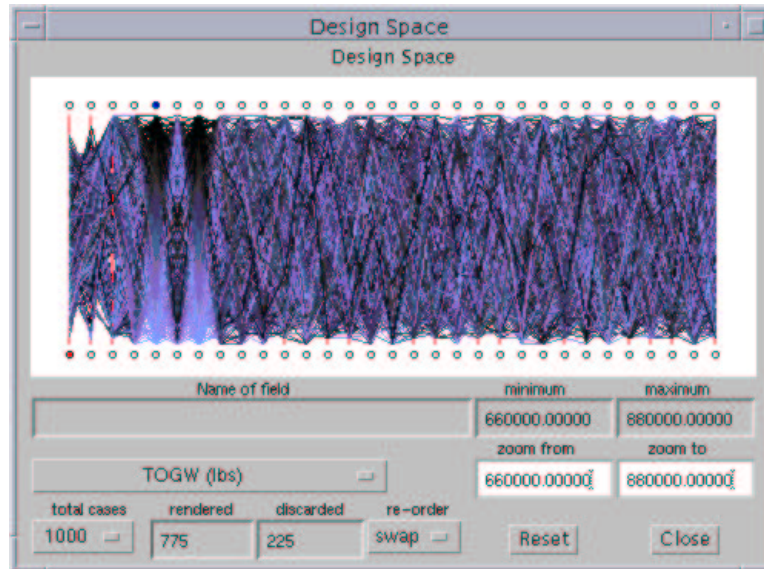 Design Space
Design Space
Name of field minimum maximum
660000.00000 880000.00000
zoom from zoom to
TOGW (lbs)
660000.00000 880000.00000
total cases rendered discarded re-order
1000 775 225 swap Reset Close